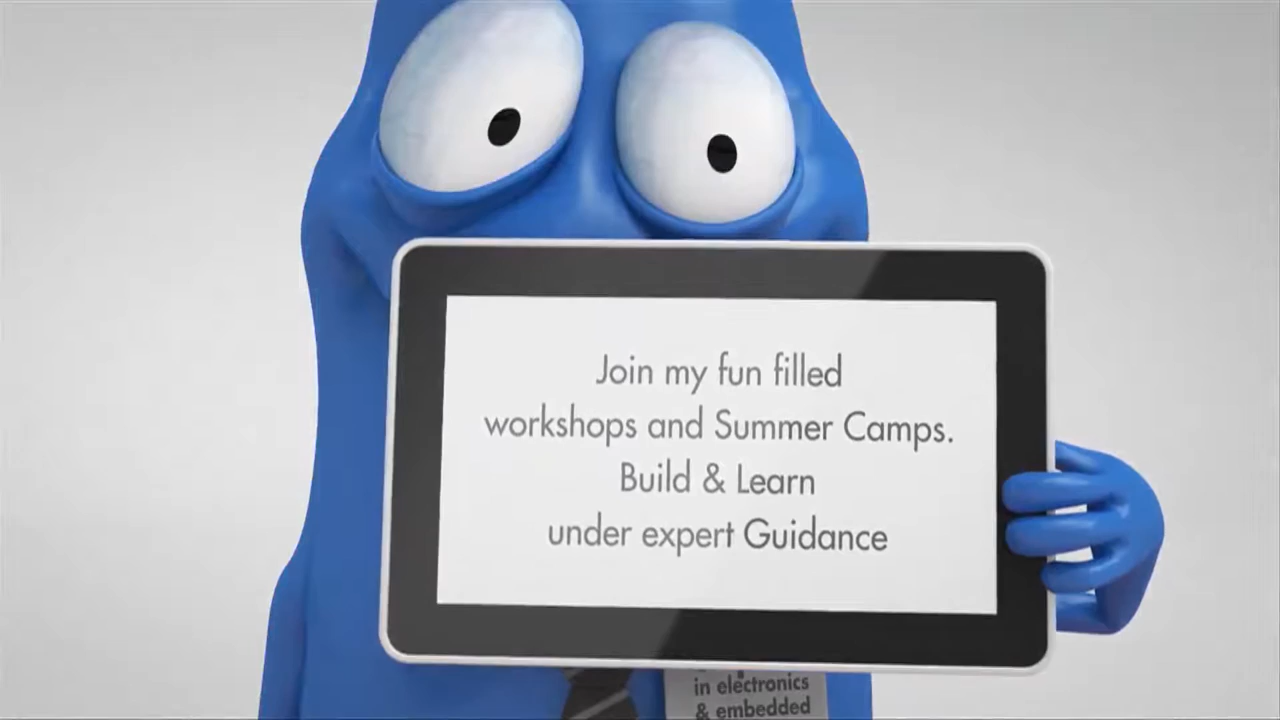 Join my fun filled
workshops and Summer Camps.
Build & Learn
under expert Guidance
in electronics
& embedded